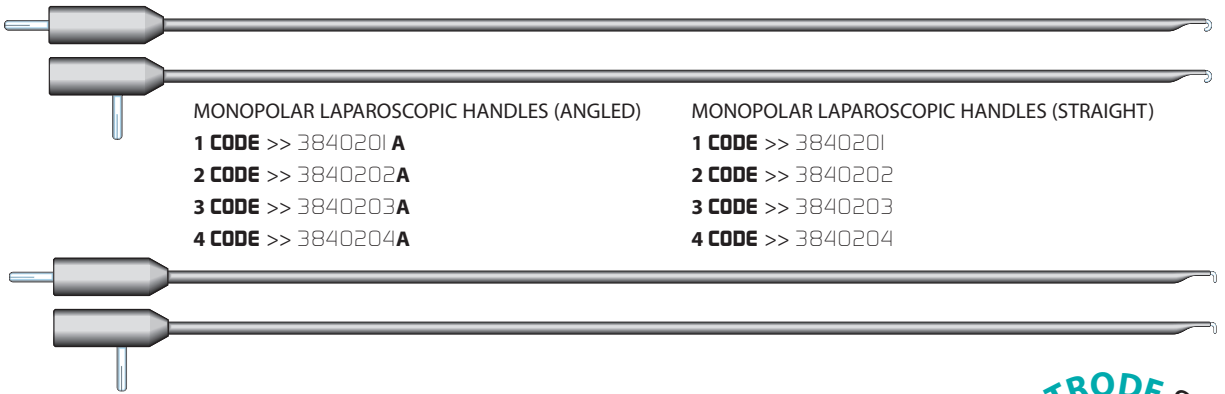 MONOPOLAR LAPAROSCOPIC HANDLES (ANGLED)
1 CODE >> 3840201 A
2 CODE >> 3840202A
3 CODE >> 3840203A
4 CODE >> 3840204A
MONOPOLAR LAPAROSCOPIC HANDLES (STRAIGHT)
1 CODE >> 3840201
2 CODE >> 3840202
3 CODE >> 3840203
4 CODE >> 3840204